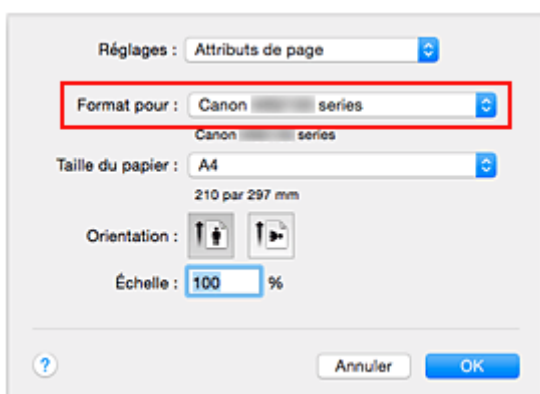 Réglages : Attributs de page
Format pour : Canon series
Canon series
Taille du papier : A4
210 par 297 mm
Orientation :
Échelle : 100 %
? Annuler OK